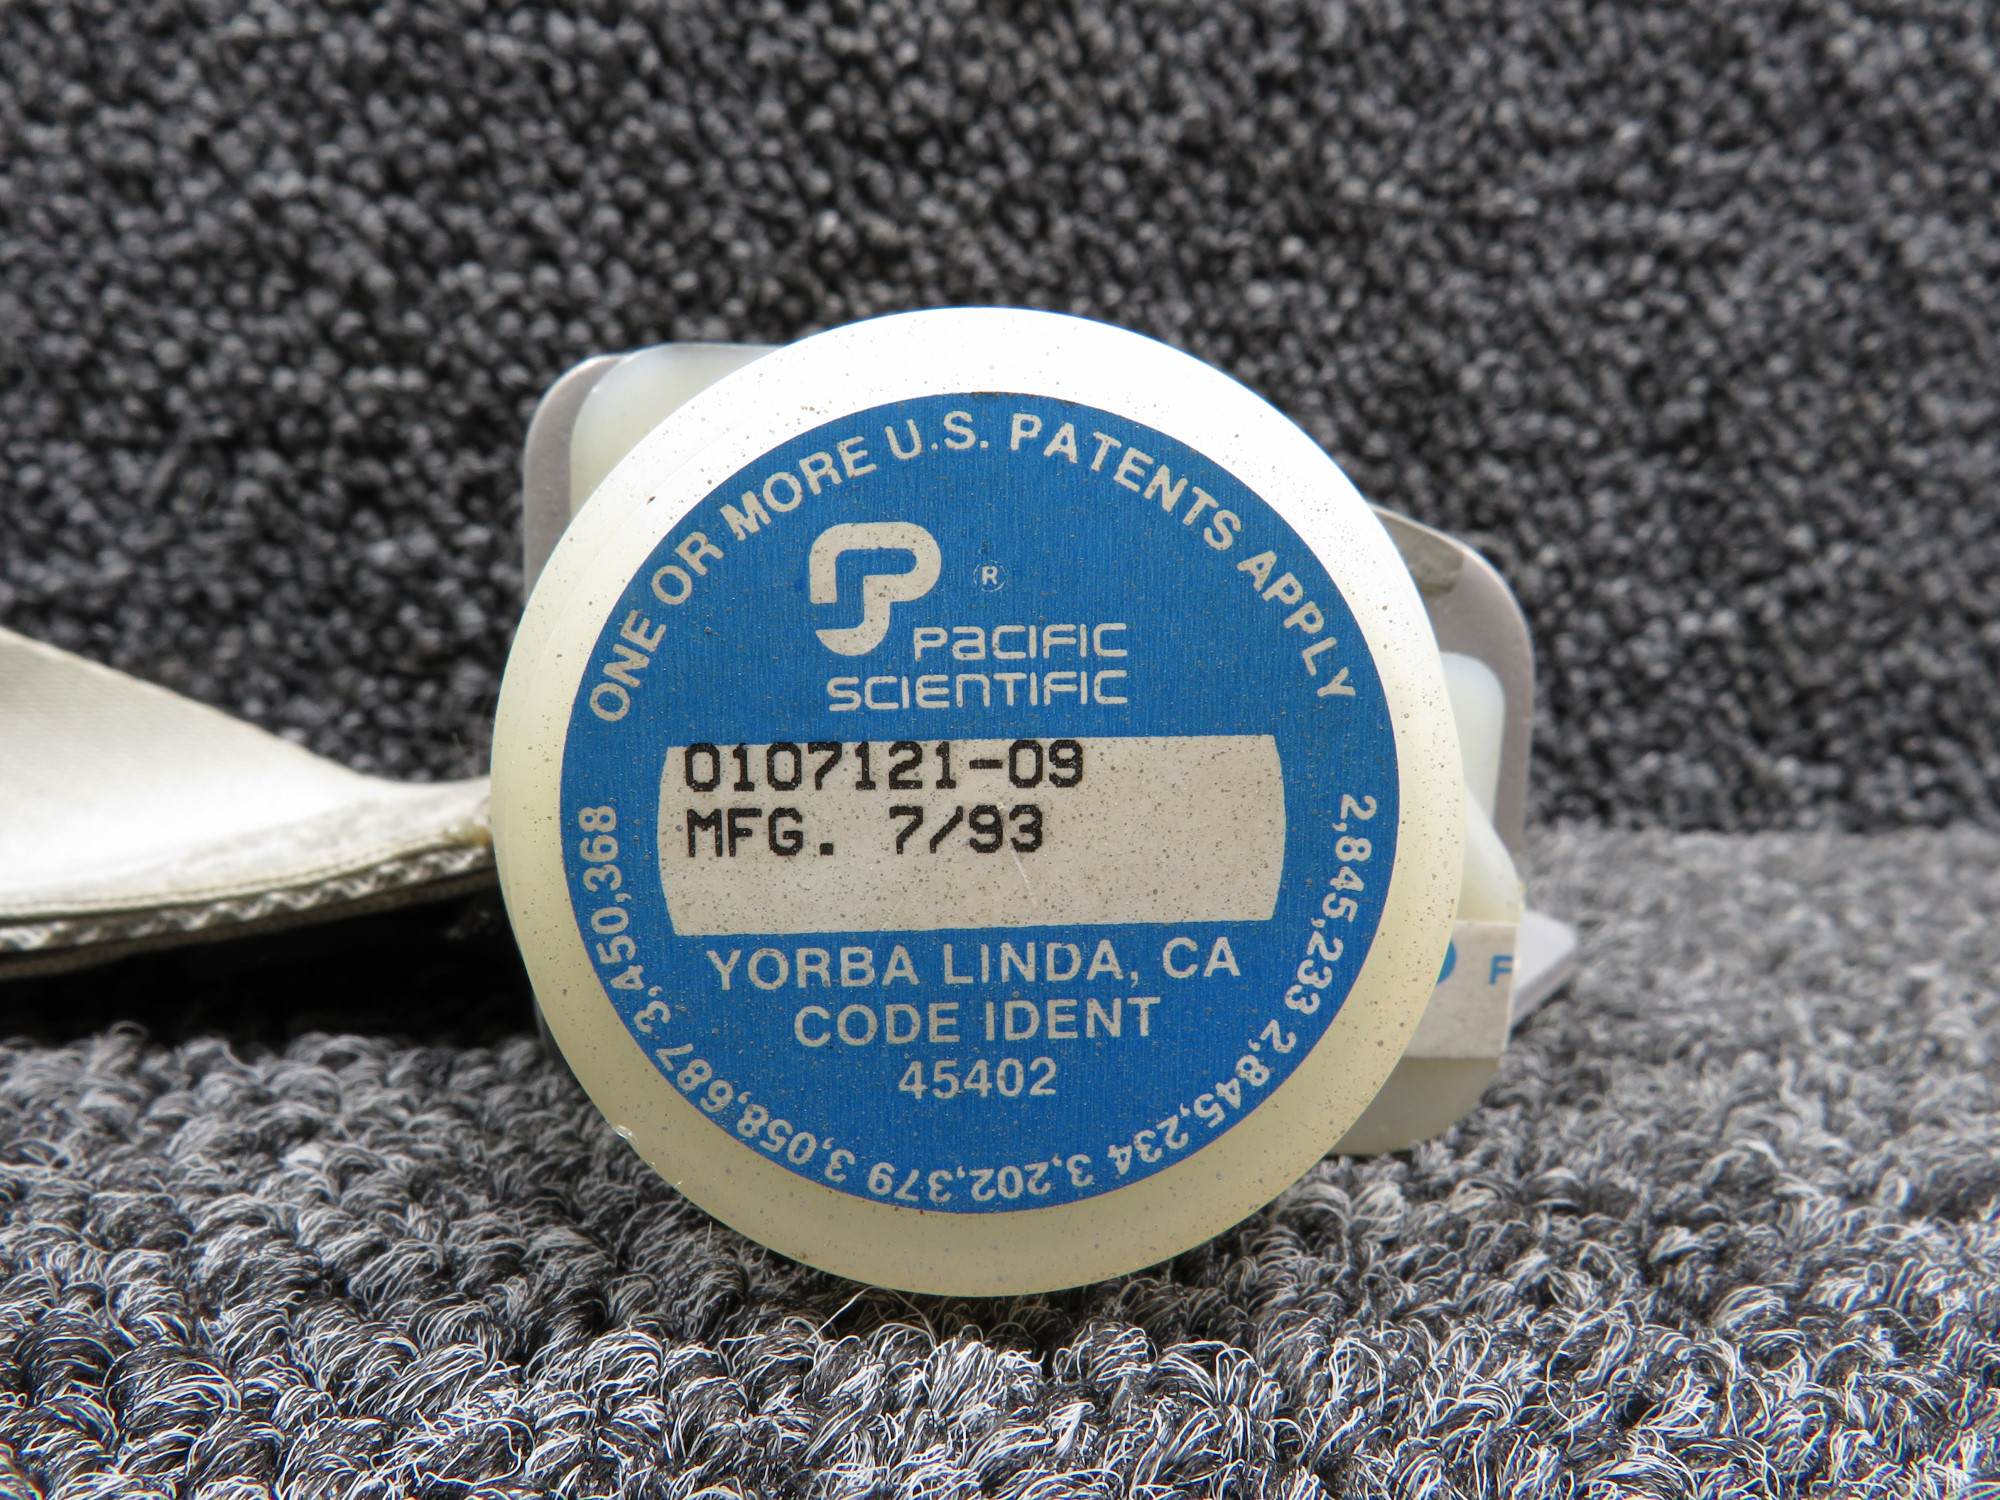 ONE OR MORE U.S. PATENTS APPLY
®
PACIFIC
SCIENTIFIC
0107121-09
MFG. 7/93
YORBA LINDA, CA
CODE IDENT
45402
2,845,233 2,845,234 3,202,379 3,058,687 3,450,368
F